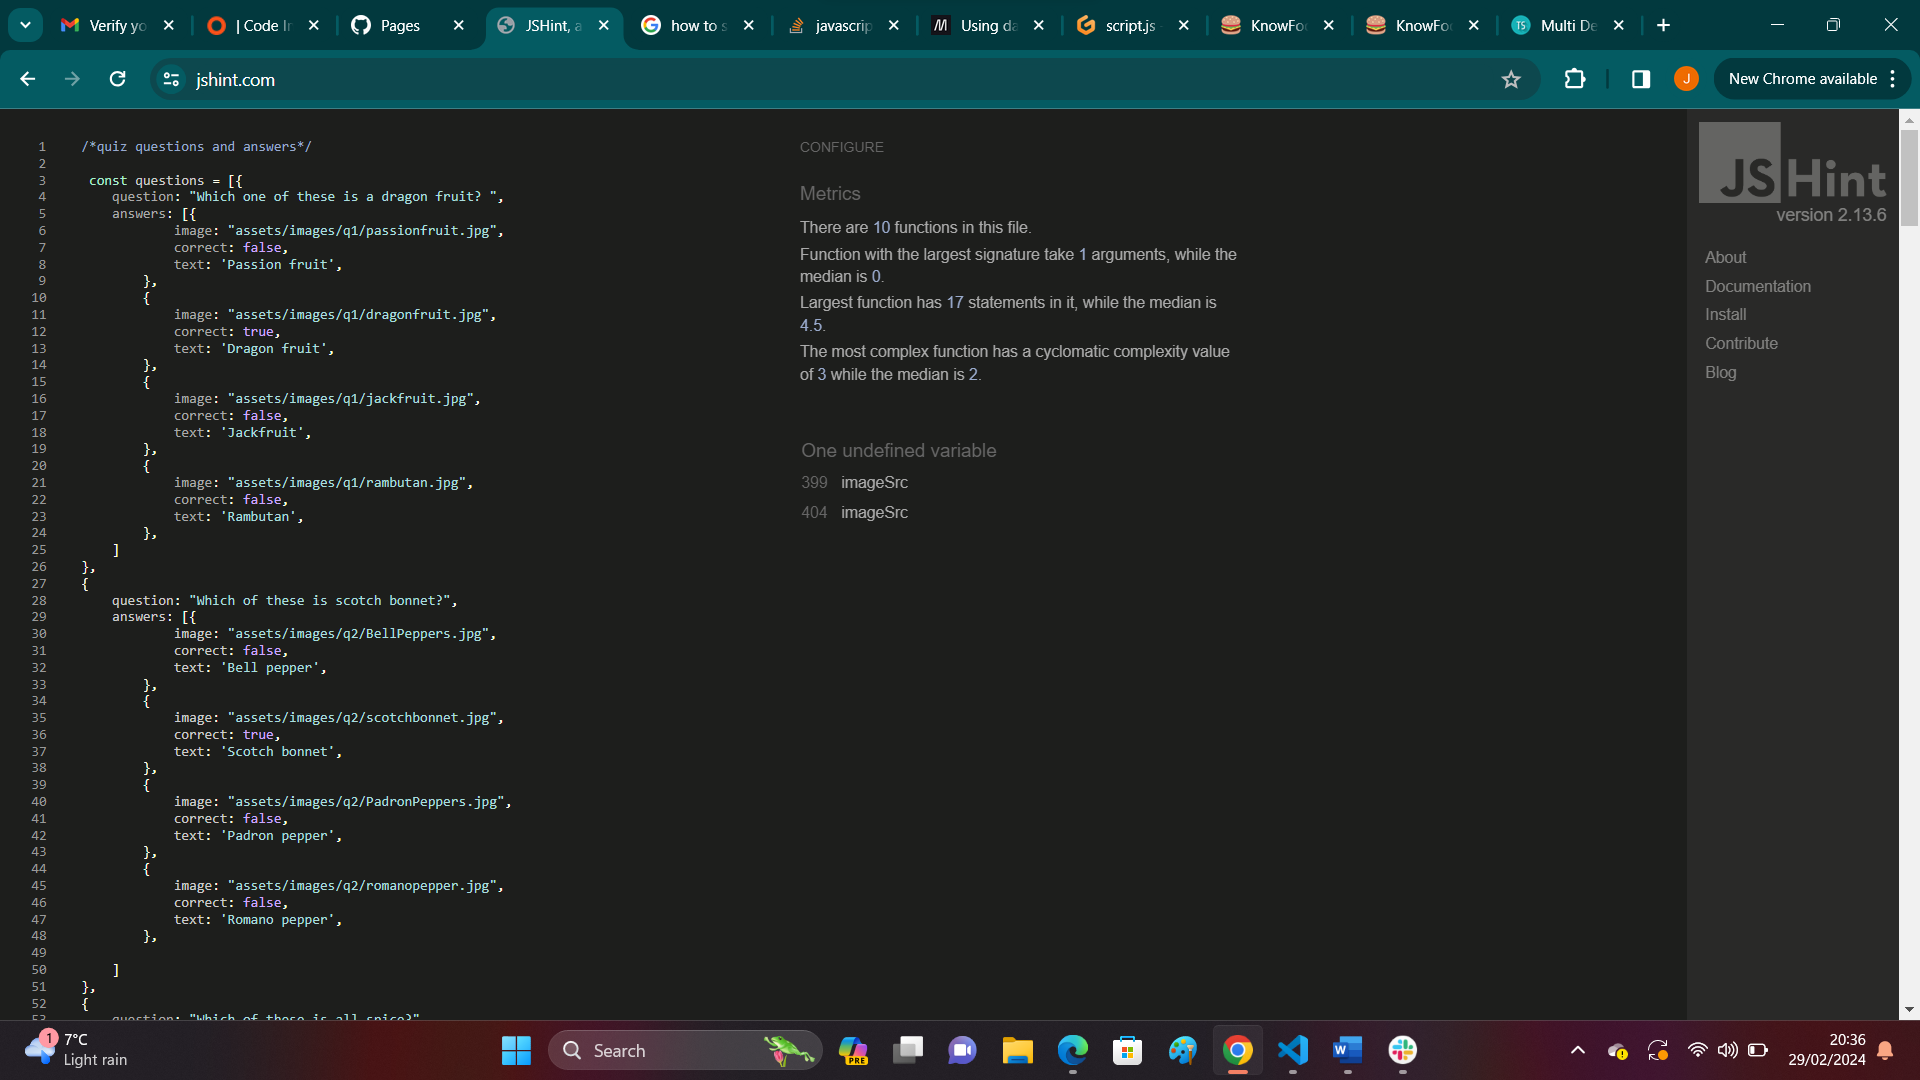 Verify yo
| Code In
Pages
JSHint, a
how to s
javascrip
Using da
script.js
KnowFoo
KnowFoo
TS
Multi De
jshint.com
J
New Chrome available
1 /*quiz questions and answers*/
2
3 const questions = [{
4 question: "Which one of these is a dragon fruit? ",
5 answers: [{
6 image: "assets/images/q1/passionfruit.jpg",
7 correct: false,
8 text: 'Passion fruit',
9 },
10 {
11 image: "assets/images/q1/dragonfruit.jpg",
12 correct: true,
13 text: 'Dragon fruit',
14 },
15 {
16 image: "assets/images/q1/jackfruit.jpg",
17 correct: false,
18 text: 'Jackfruit',
19 },
20 {
21 image: "assets/images/q1/rambutan.jpg",
22 correct: false,
23 text: 'Rambutan',
24 },
25 ]
26 },
27 {
28 question: "Which of these is scotch bonnet?",
29 answers: [{
30 image: "assets/images/q2/BellPeppers.jpg",
31 correct: false,
32 text: 'Bell pepper',
33 },
34 {
35 image: "assets/images/q2/scotchbonnet.jpg",
36 correct: true,
37 text: 'Scotch bonnet',
38 },
39 {
40 image: "assets/images/q2/PadronPeppers.jpg",
41 correct: false,
42 text: 'Padron pepper',
43 },
44 {
45 image: "assets/images/q2/romanopepper.jpg",
46 correct: false,
47 text: 'Romano pepper',
48 },
49
50 ]
51 },
52 {
53 question: "Which of these is all spice?"
CONFIGURE
Metrics
There are 10 functions in this file.
Function with the largest signature take 1 arguments, while the
median is 0.
Largest function has 17 statements in it, while the median is
4.5.
The most complex function has a cyclomatic complexity value
of 3 while the median is 2.
One undefined variable
399 imageSrc
404 imageSrc
JSHint
version 2.13.6
About
Documentation
Install
Contribute
Blog
1
7°C
Light rain
Search
PRE
20:36
29/02/2024